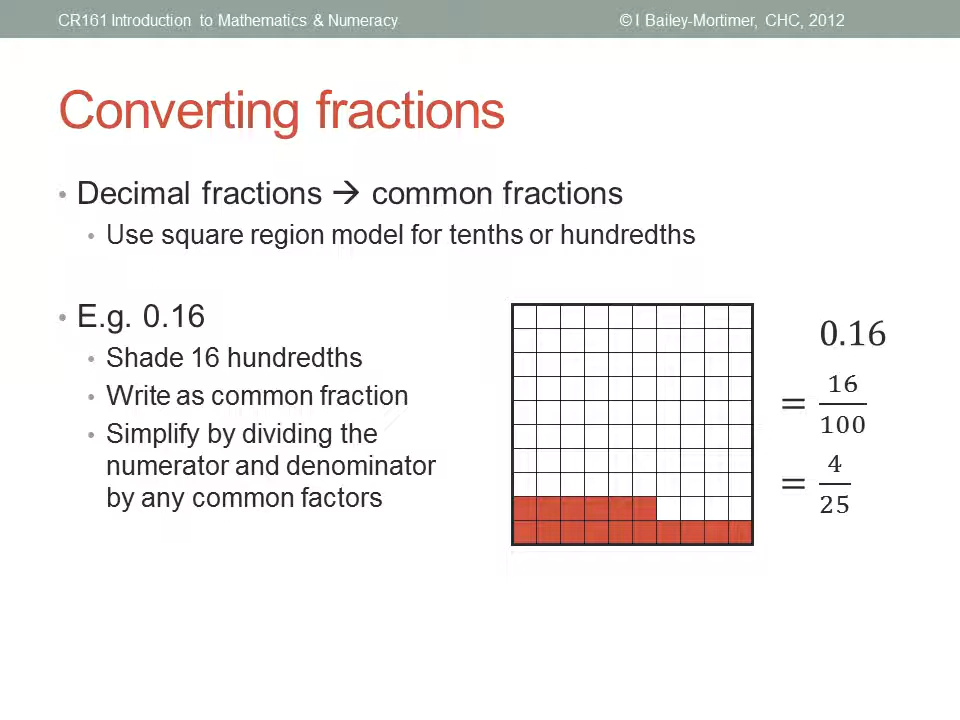 CR161 Introduction to Mathematics & Numeracy © I Bailey-Mortimer, CHC, 2012
Converting fractions
• Decimal fractions → common fractions
• Use square region model for tenths or hundredths
• E.g. 0.16
• Shade 16 hundredths
• Write as common fraction
• Simplify by dividing the
numerator and denominator
by any common factors
0.16
= 16/100
= 4/25